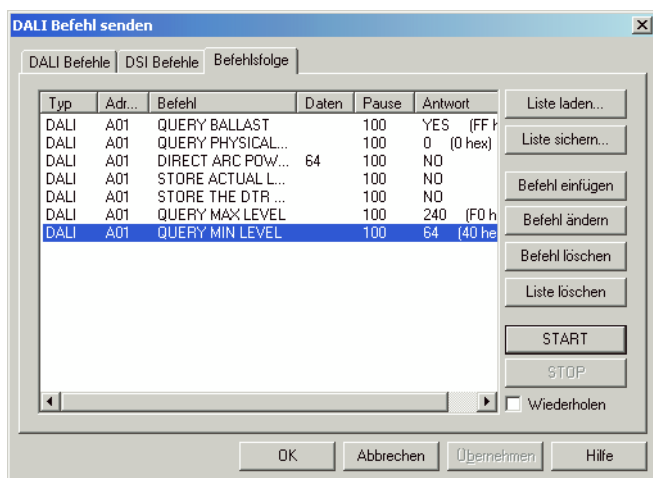 DALI Befehl senden
DALI Befehle DSI Befehle Befehlsfolge
Typ Adr... Befehl Daten Pause Antwort
DALI A01 QUERY BALLAST 100 YES (FF h
DALI A01 QUERY PHYSICAL... 100 0 (0 hex)
DALI A01 DIRECT ARC POW... 64 100 NO
DALI A01 STORE ACTUAL L... 100 NO
DALI A01 STORE THE DTR ... 100 NO
DALI A01 QUERY MAX LEVEL 100 240 (F0 h
DALI A01 QUERY MIN LEVEL 100 64 (40 he
Liste laden...
Liste sichern...
Befehl einfügen
Befehl ändern
Befehl löschen
Liste löschen
START
STOP
Wiederholen
OK Abbrechen Übernehmen Hilfe